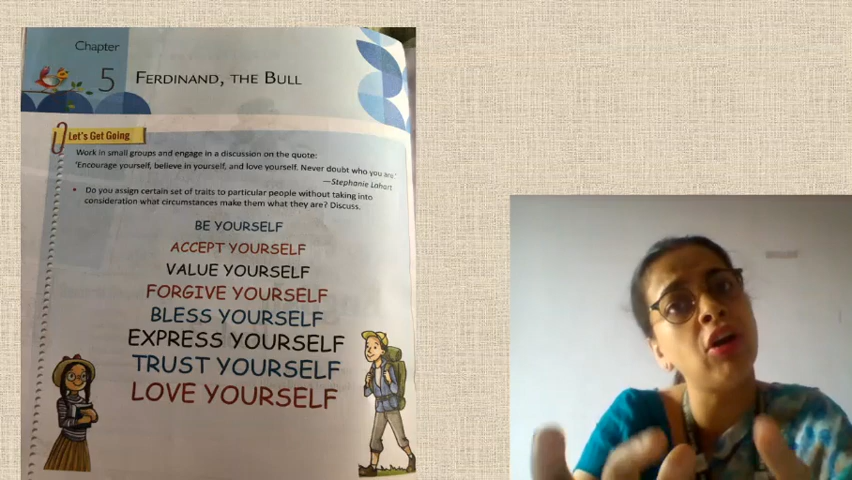 Chapter
5 FERDINAND, THE BULL
Let's Get Going
Work in small groups and engage in a discussion on the quote:
"Encourage yourself, believe in yourself, and love yourself. Never doubt who you are."
—Stephanie Lahart
• Do you assign certain set of traits to particular people without taking into
consideration what circumstances make them what they are? Discuss.
BE YOURSELF
ACCEPT YOURSELF
VALUE YOURSELF
FORGIVE YOURSELF
BLESS YOURSELF
EXPRESS YOURSELF
TRUST YOURSELF
LOVE YOURSELF